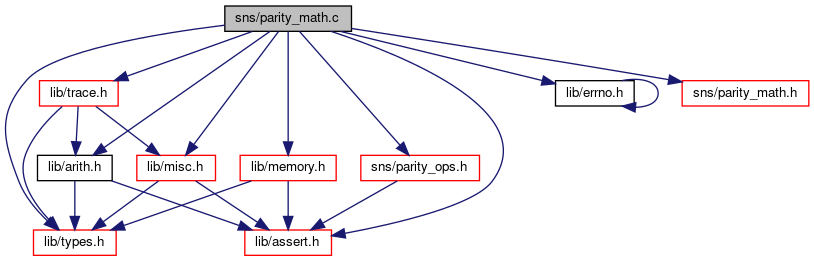 sns/parity_math.c
lib/trace.h
lib/errno.h
sns/parity_math.h
lib/arith.h
lib/misc.h
lib/memory.h
sns/parity_ops.h
lib/types.h
lib/assert.h